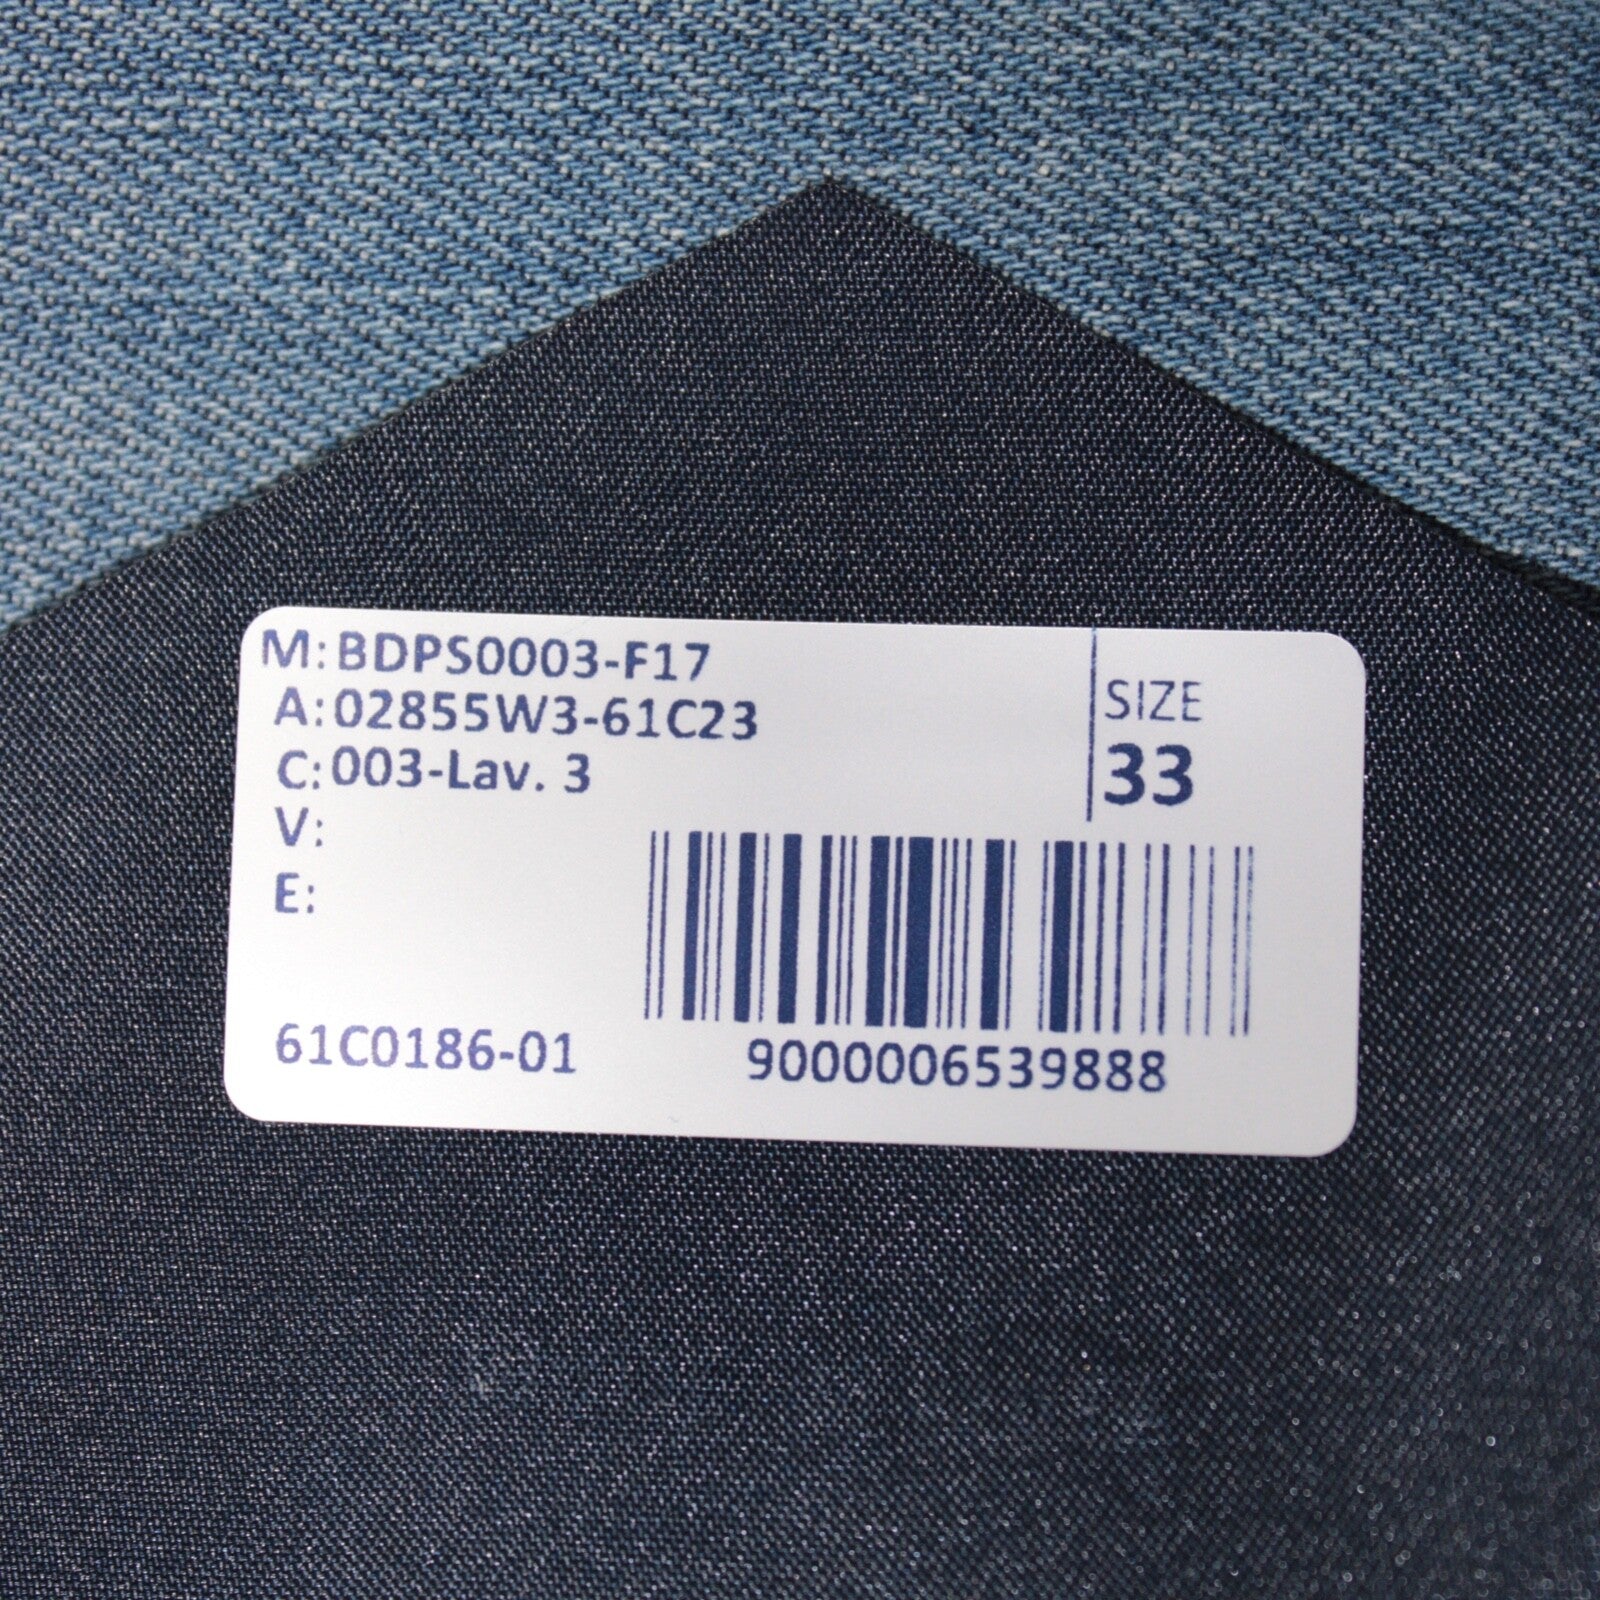 M: BDPS0003-F17
A: 02855W3-61C23
C: 003-Lav. 3
V:
E:
SIZE
33
61C0186-01
9000006539888